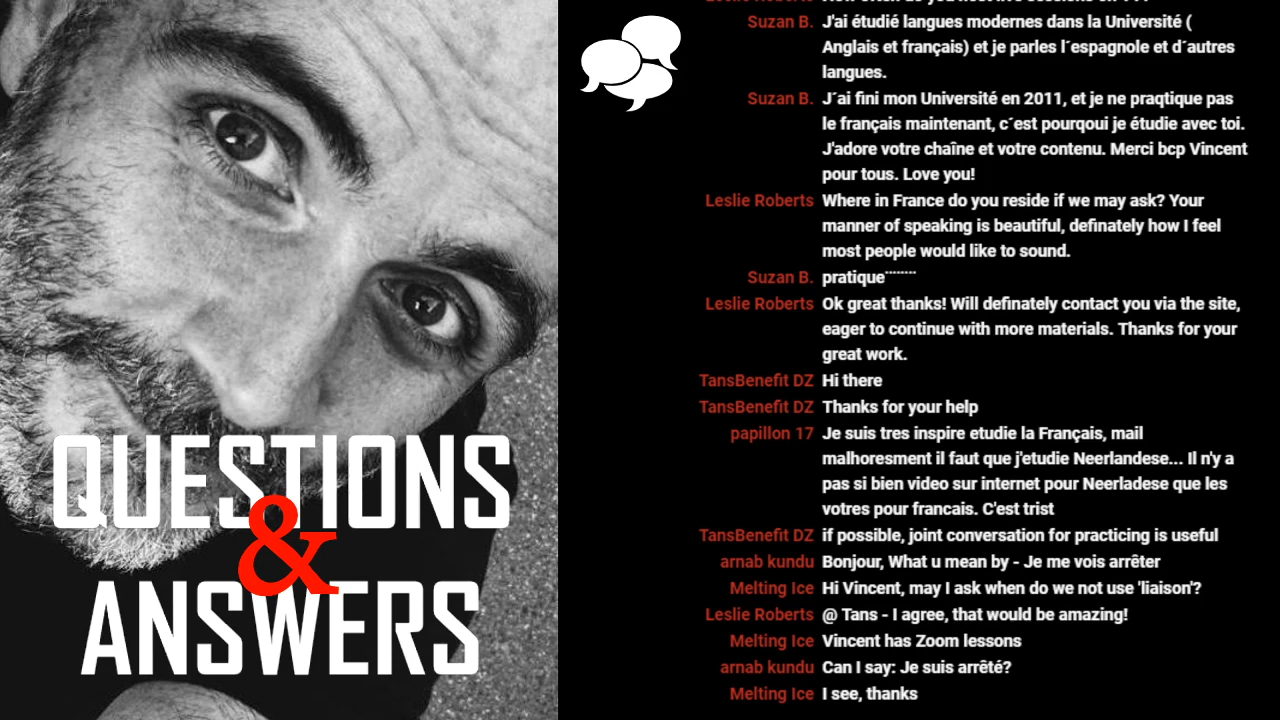 QUESTIONS
&
ANSWERS
Suzan B. J'ai étudié langues modernes dans la Université (
Anglais et français) et je parles l´espagnole et d´autres
langues.
Suzan B. J´ai fini mon Université en 2011, et je ne praqtique pas
le français maintenant, c´est pourqoui je étudie avec toi.
J'adore votre chaîne et votre contenu. Merci bcp Vincent
pour tous. Love you!
Leslie Roberts Where in France do you reside if we may ask? Your
manner of speaking is beautiful, definately how I feel
most people would like to sound.
Suzan B. pratique¨¨¨¨
Leslie Roberts Ok great thanks! Will definately contact you via the site,
eager to continue with more materials. Thanks for your
great work.
TansBenefit DZ Hi there
TansBenefit DZ Thanks for your help
papillon 17 Je suis tres inspire etudie la Français, mail
malhoresment il faut que j'etudie Neerlandese... Il n'y a
pas si bien video sur internet pour Neerladese que les
votres pour francais. C'est trist
TansBenefit DZ if possible, joint conversation for practicing is useful
arnab kundu Bonjour, What u mean by - Je me vois arrêter
Melting Ice Hi Vincent, may I ask when do we not use 'liaison'?
Leslie Roberts @ Tans - I agree, that would be amazing!
Melting Ice Vincent has Zoom lessons
arnab kundu Can I say: Je suis arrêté?
Melting Ice I see, thanks